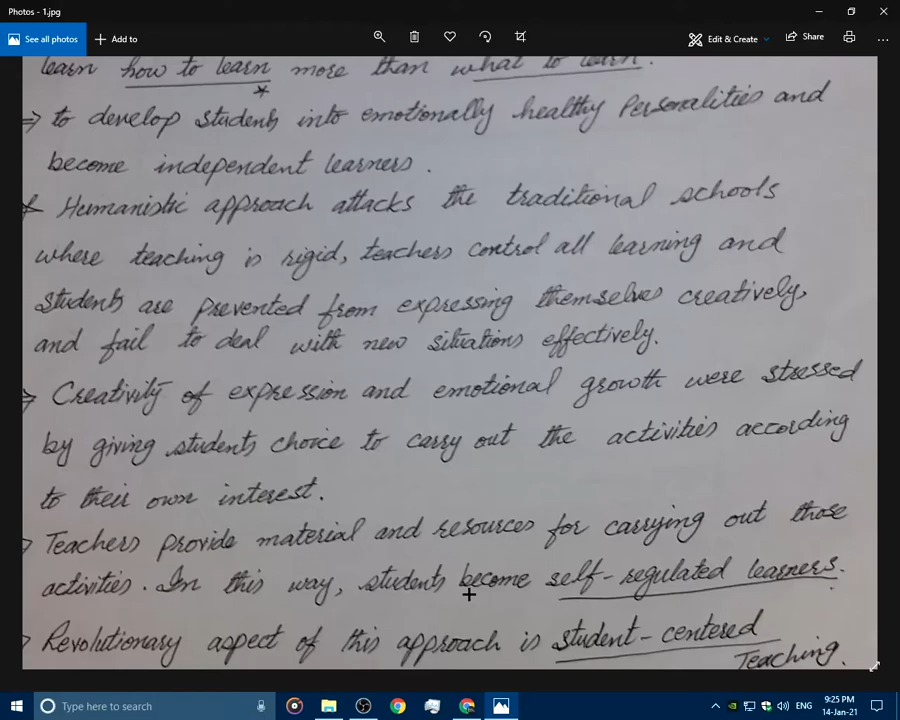 Photos - 1.jpg
See all photos
Add to
Edit & Create
Share
learn how to learn more than what to learn.
⇒ to develop students into emotionally healthy Personalities and
become independent learners.
* Humanistic approach attacks the traditional schools
where teaching is rigid, teachers control all learning and
students are prevented from expressing themselves creatively,
and fail to deal with new situations effectively.
⇒ Creativity of expression and emotional growth were stressed
by giving students choice to carry out the activities according
to their own interest.
Teachers provide material and resources for carrying out those
activities. In this way, students become self-regulated learners.
Revolutionary aspect of this approach is student-centered
Teaching.
Type here to search
ENG
9:25 PM
14-Jan-21